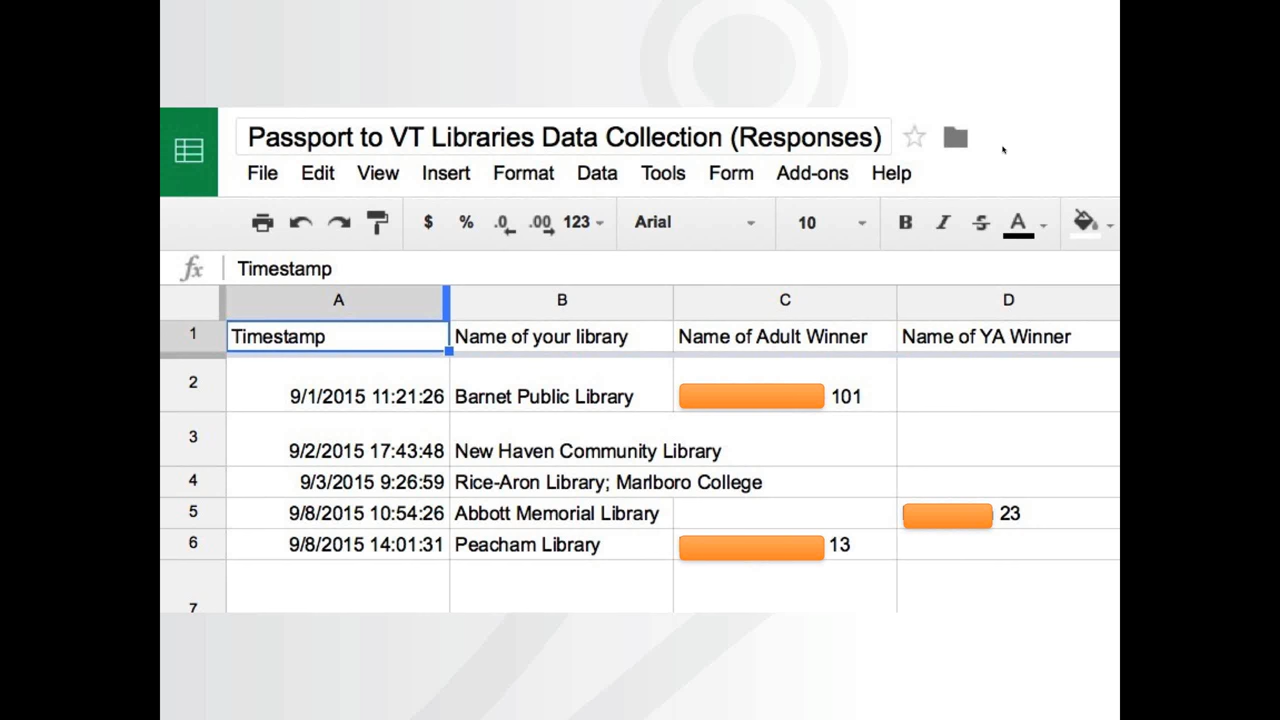 Passport to VT Libraries Data Collection (Responses)
File Edit View Insert Format Data Tools Form Add-ons Help
$ % .0 .00 123 Arial 10 B I S A
fx Timestamp
A B C D
1 Timestamp Name of your library Name of Adult Winner Name of YA Winner
2 9/1/2015 11:21:26 Barnet Public Library 101
3 9/2/2015 17:43:48 New Haven Community Library
4 9/3/2015 9:26:59 Rice-Aron Library; Marlboro College
5 9/8/2015 10:54:26 Abbott Memorial Library 23
6 9/8/2015 14:01:31 Peacham Library 13
7